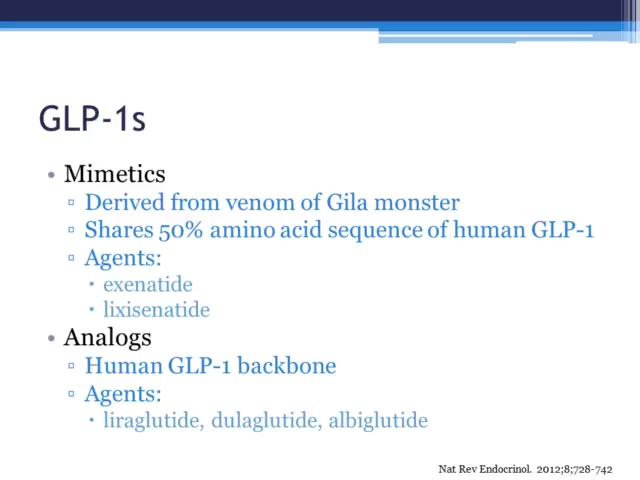 GLP-1s
• Mimetics
▫ Derived from venom of Gila monster
▫ Shares 50% amino acid sequence of human GLP-1
▫ Agents:
▪ exenatide
▪ lixisenatide
• Analogs
▫ Human GLP-1 backbone
▫ Agents:
▪ liraglutide, dulaglutide, albiglutide
Nat Rev Endocrinol. 2012;8;728-742